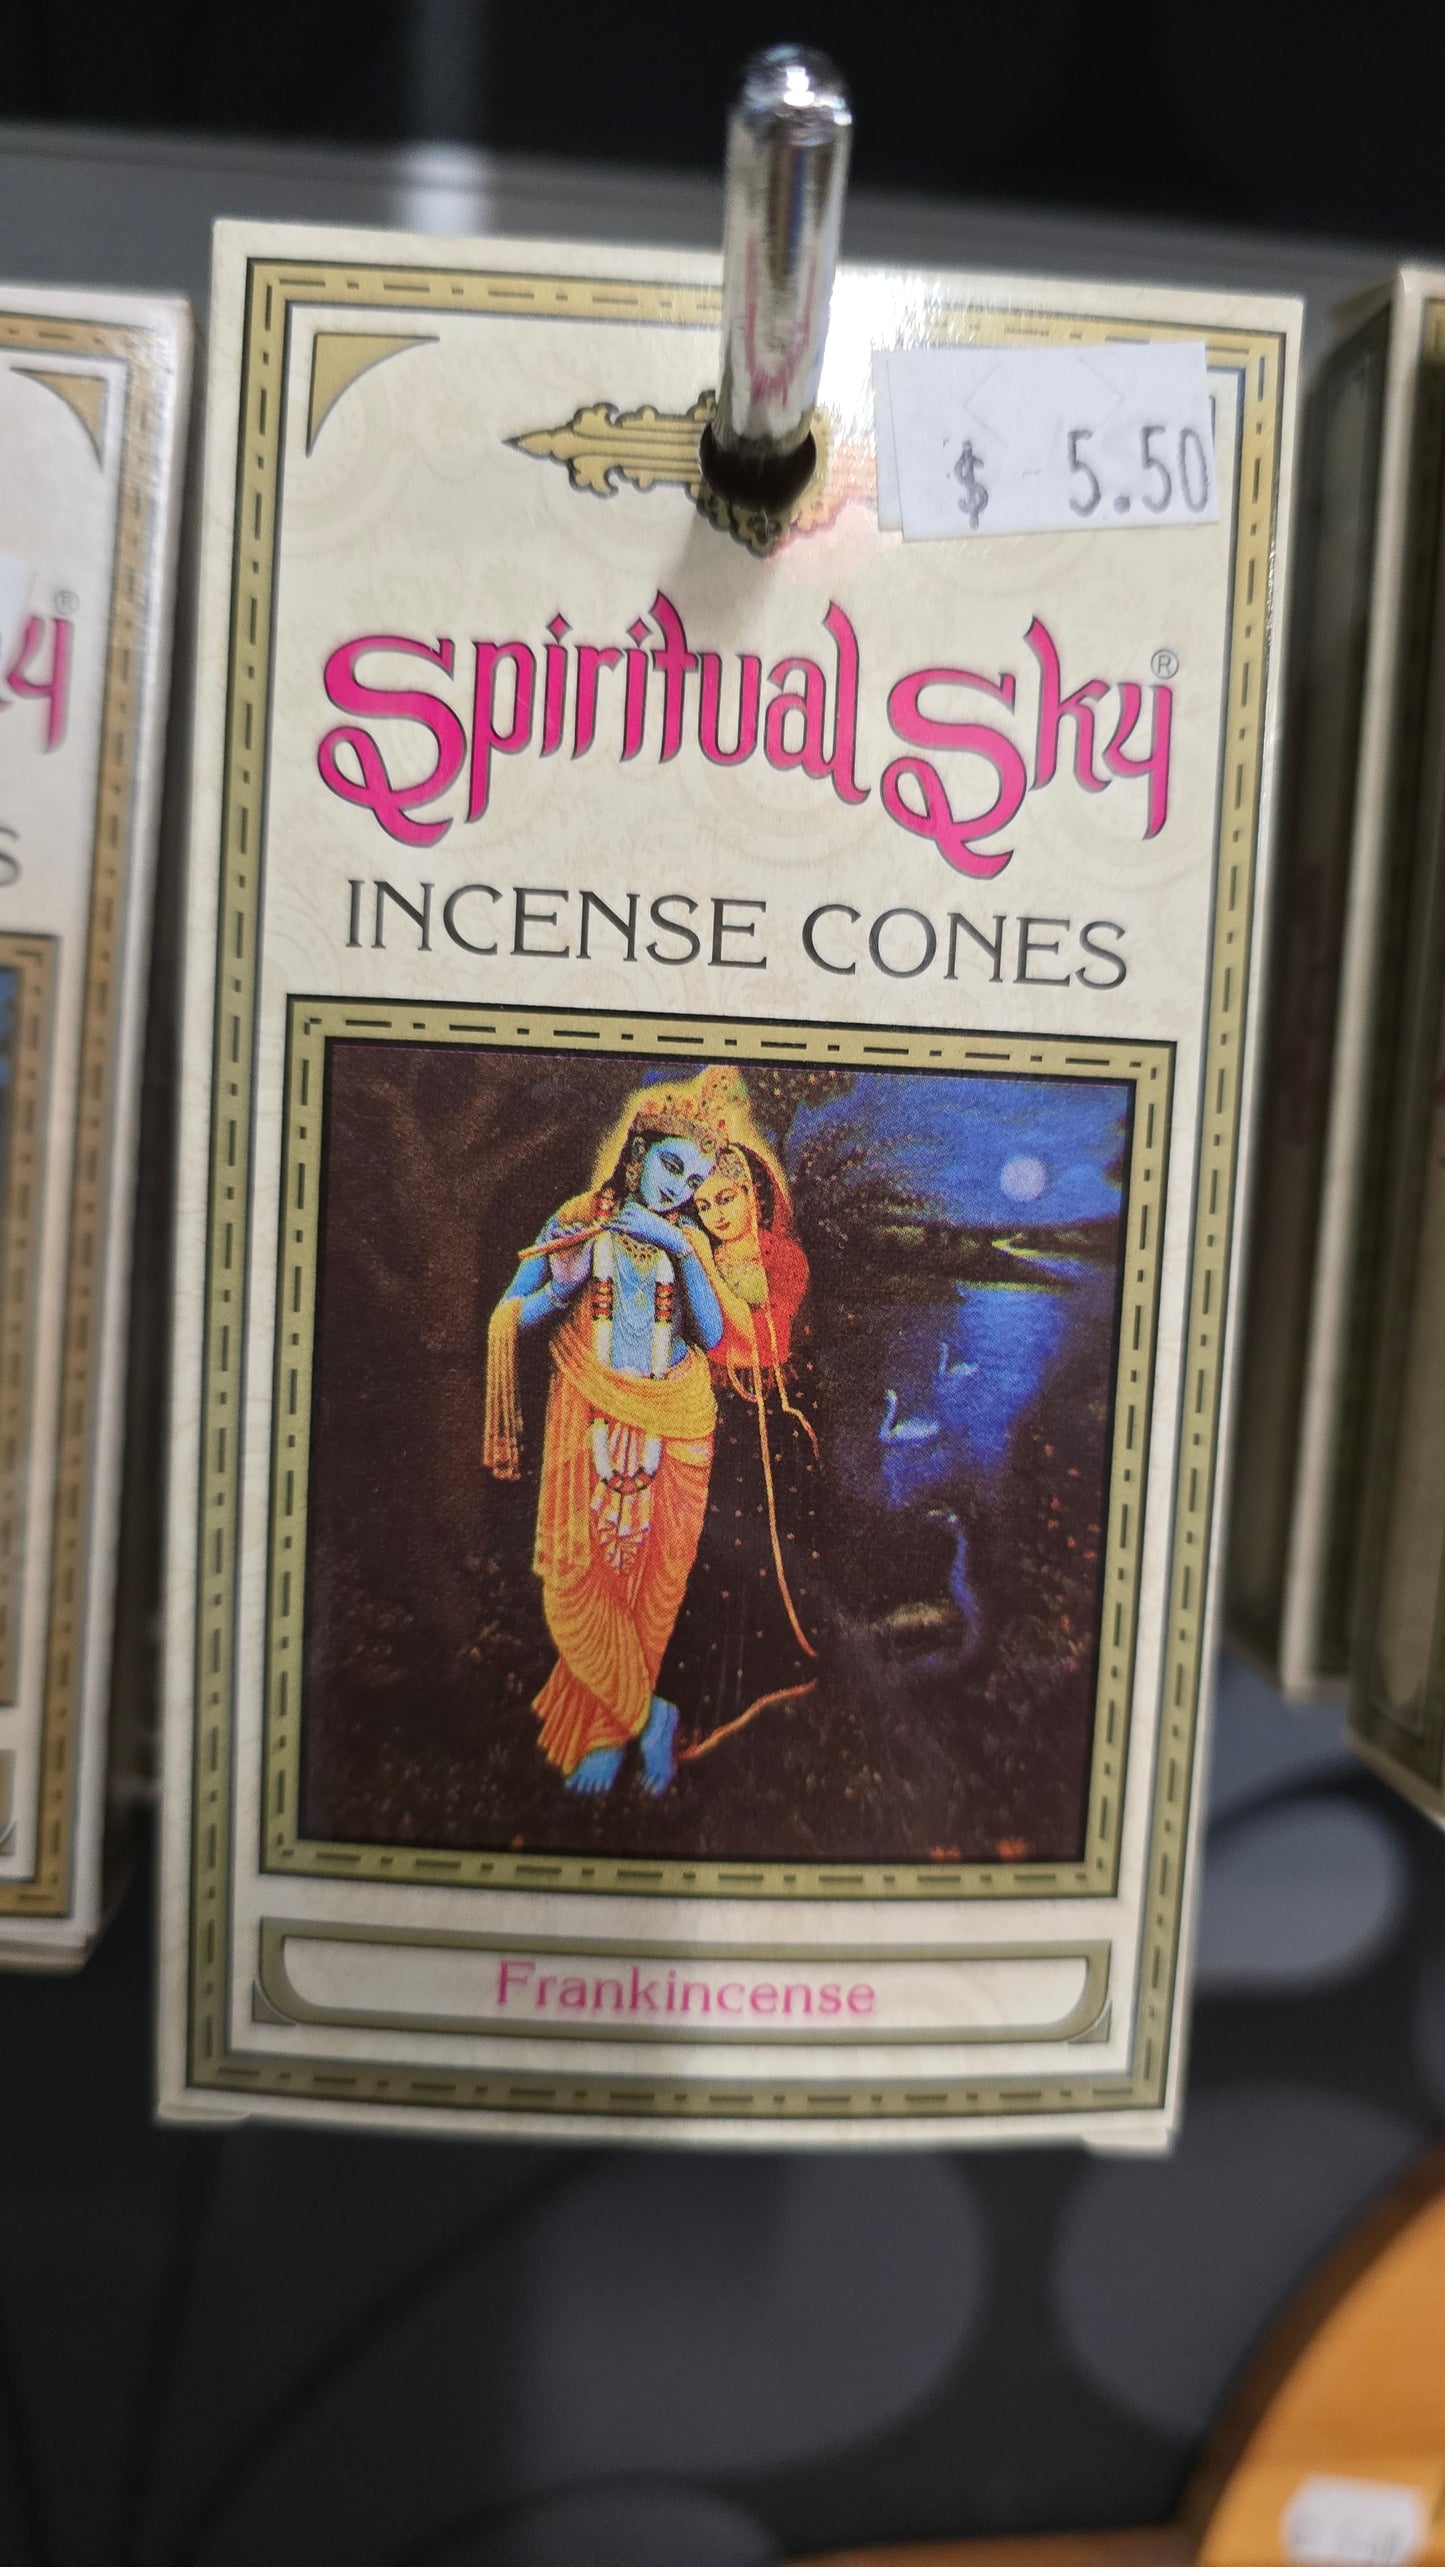 $ 5.50
Spiritual Sky®
INCENSE CONES
Frankincense